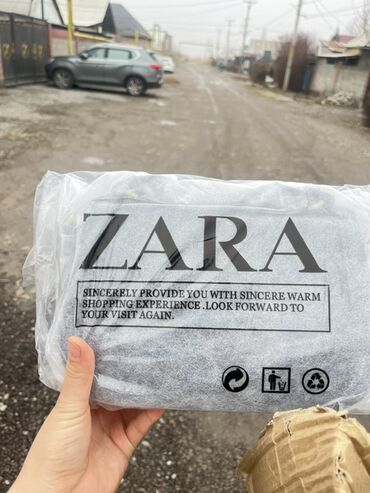 ZARA
SINCERELY PROVIDE YOU WITH SINCERE WARM
SHOPPING EXPERIENCE .LOOK FORWARD TO
YOUR VISIT AGAIN.